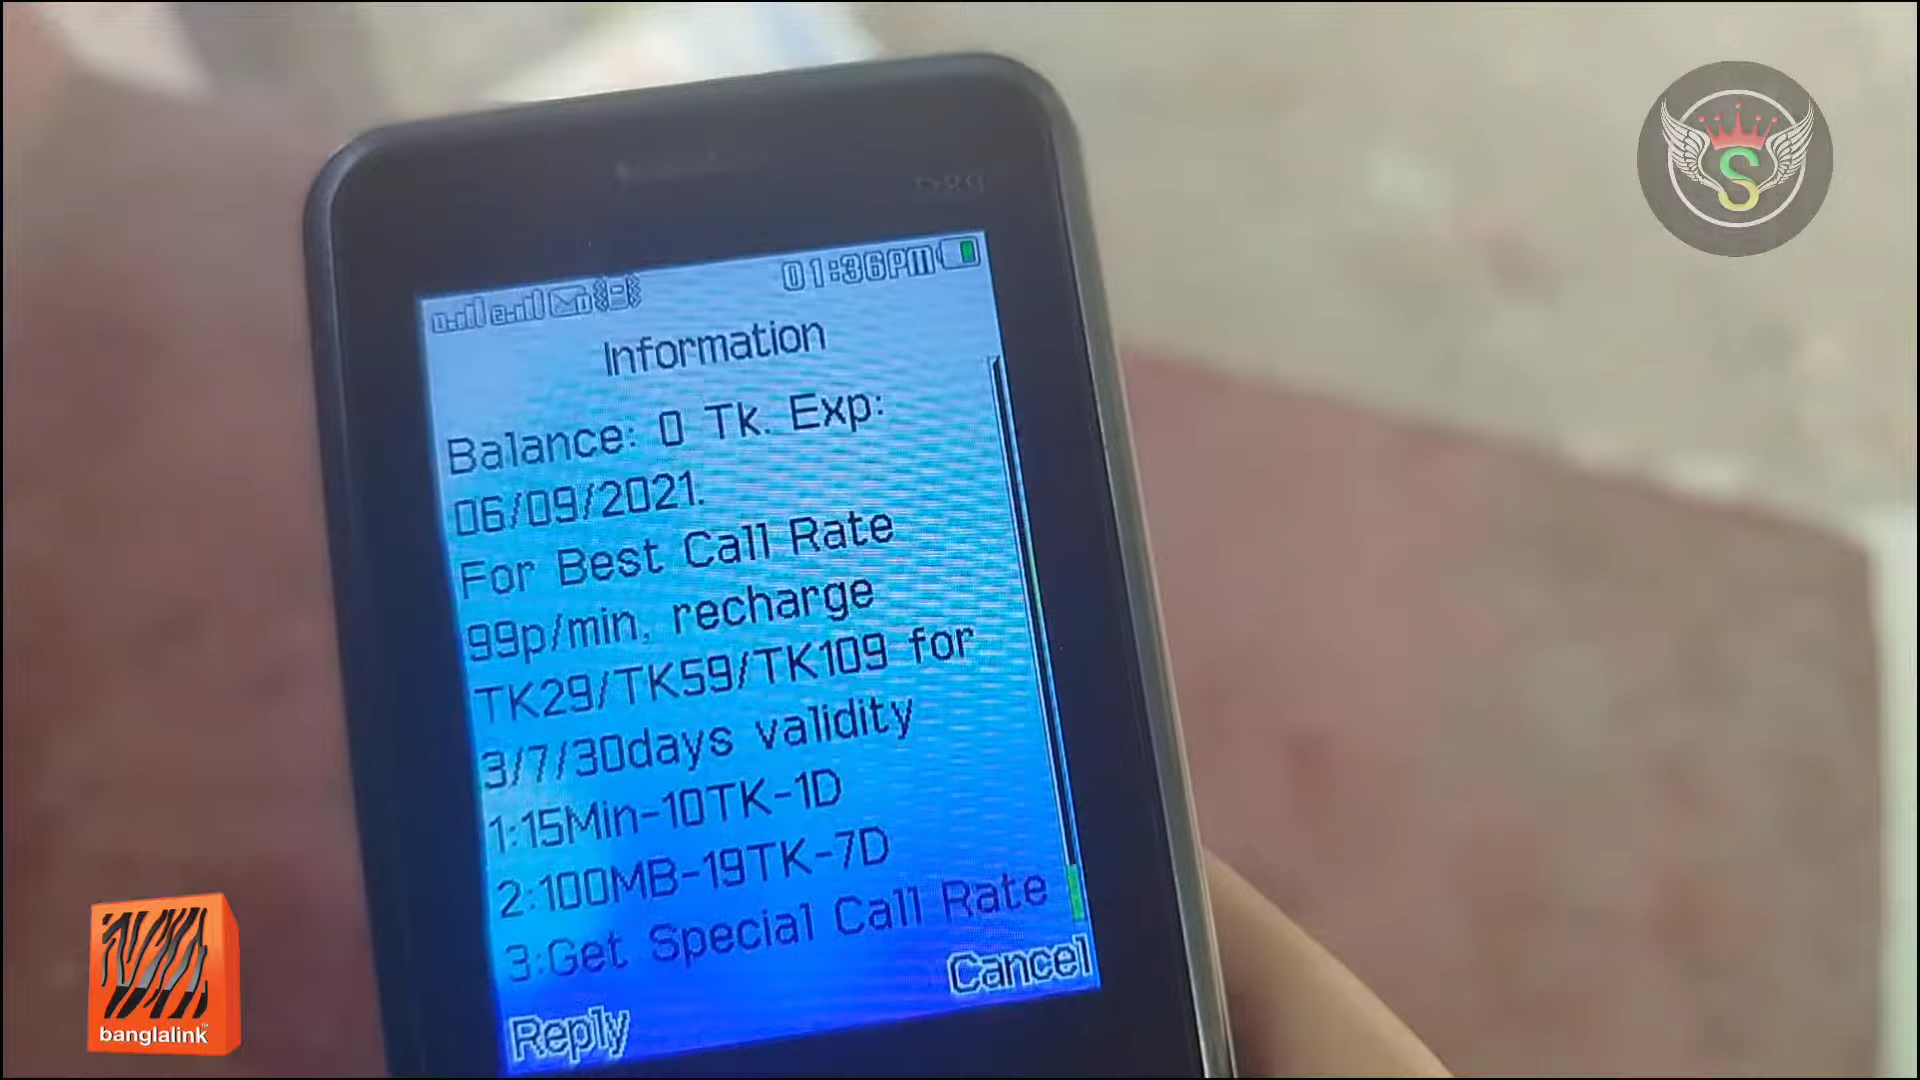 01:36PM
Information
Balance: 0 Tk. Exp:
06/09/2021.
For Best Call Rate
99p/min, recharge
TK29/TK59/TK109 for
3/7/30days validity
1:15Min-10TK-1D
2:100MB-19TK-7D
3:Get Special Call Rate
Cancel
Reply
S
banglalink™